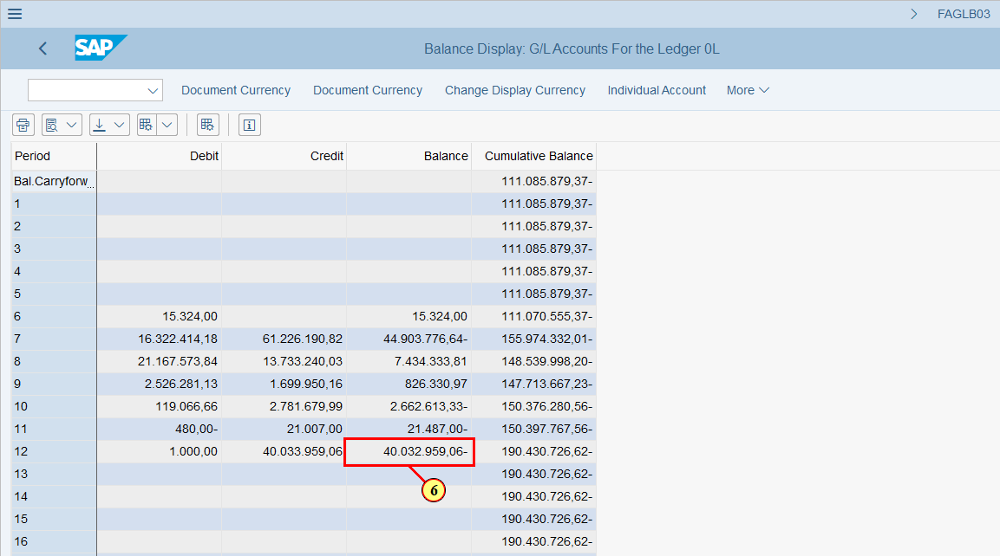 FAGLB03
SAP
Balance Display: G/L Accounts For the Ledger 0L
Document Currency Document Currency Change Display Currency Individual Account More
Period Debit Credit Balance Cumulative Balance
Bal.Carryforw... 111.085.879,37-
1 111.085.879,37-
2 111.085.879,37-
3 111.085.879,37-
4 111.085.879,37-
5 111.085.879,37-
6 15.324,00 15.324,00 111.070.555,37-
7 16.322.414,18 61.226.190,82 44.903.776,64- 155.974.332,01-
8 21.167.573,84 13.733.240,03 7.434.333,81 148.539.998,20-
9 2.526.281,13 1.699.950,16 826.330,97 147.713.667,23-
10 119.066,66 2.781.679,99 2.662.613,33- 150.376.280,56-
11 480,00- 21.007,00 21.487,00- 150.397.767,56-
12 1.000,00 40.033.959,06 40.032.959,06- 190.430.726,62-
13 190.430.726,62-
6
14 190.430.726,62-
15 190.430.726,62-
16 190.430.726,62-